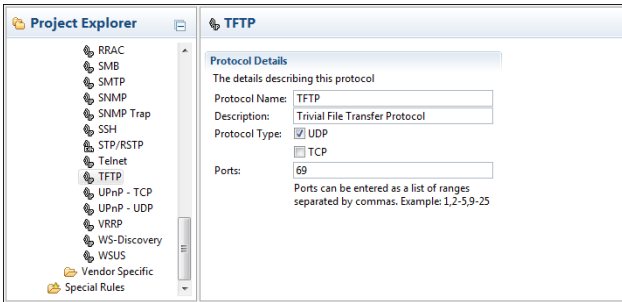 Project Explorer
RRAC
SMB
SMTP
SNMP
SNMP Trap
SSH
STP/RSTP
Telnet
TFTP
UPnP - TCP
UPnP - UDP
VRRP
WS-Discovery
WSUS
Vendor Specific
Special Rules
TFTP
Protocol Details
The details describing this protocol
Protocol Name: TFTP
Description: Trivial File Transfer Protocol
Protocol Type: UDP
TCP
Ports: 69
Ports can be entered as a list of ranges
separated by commas. Example: 1,2-5,9-25